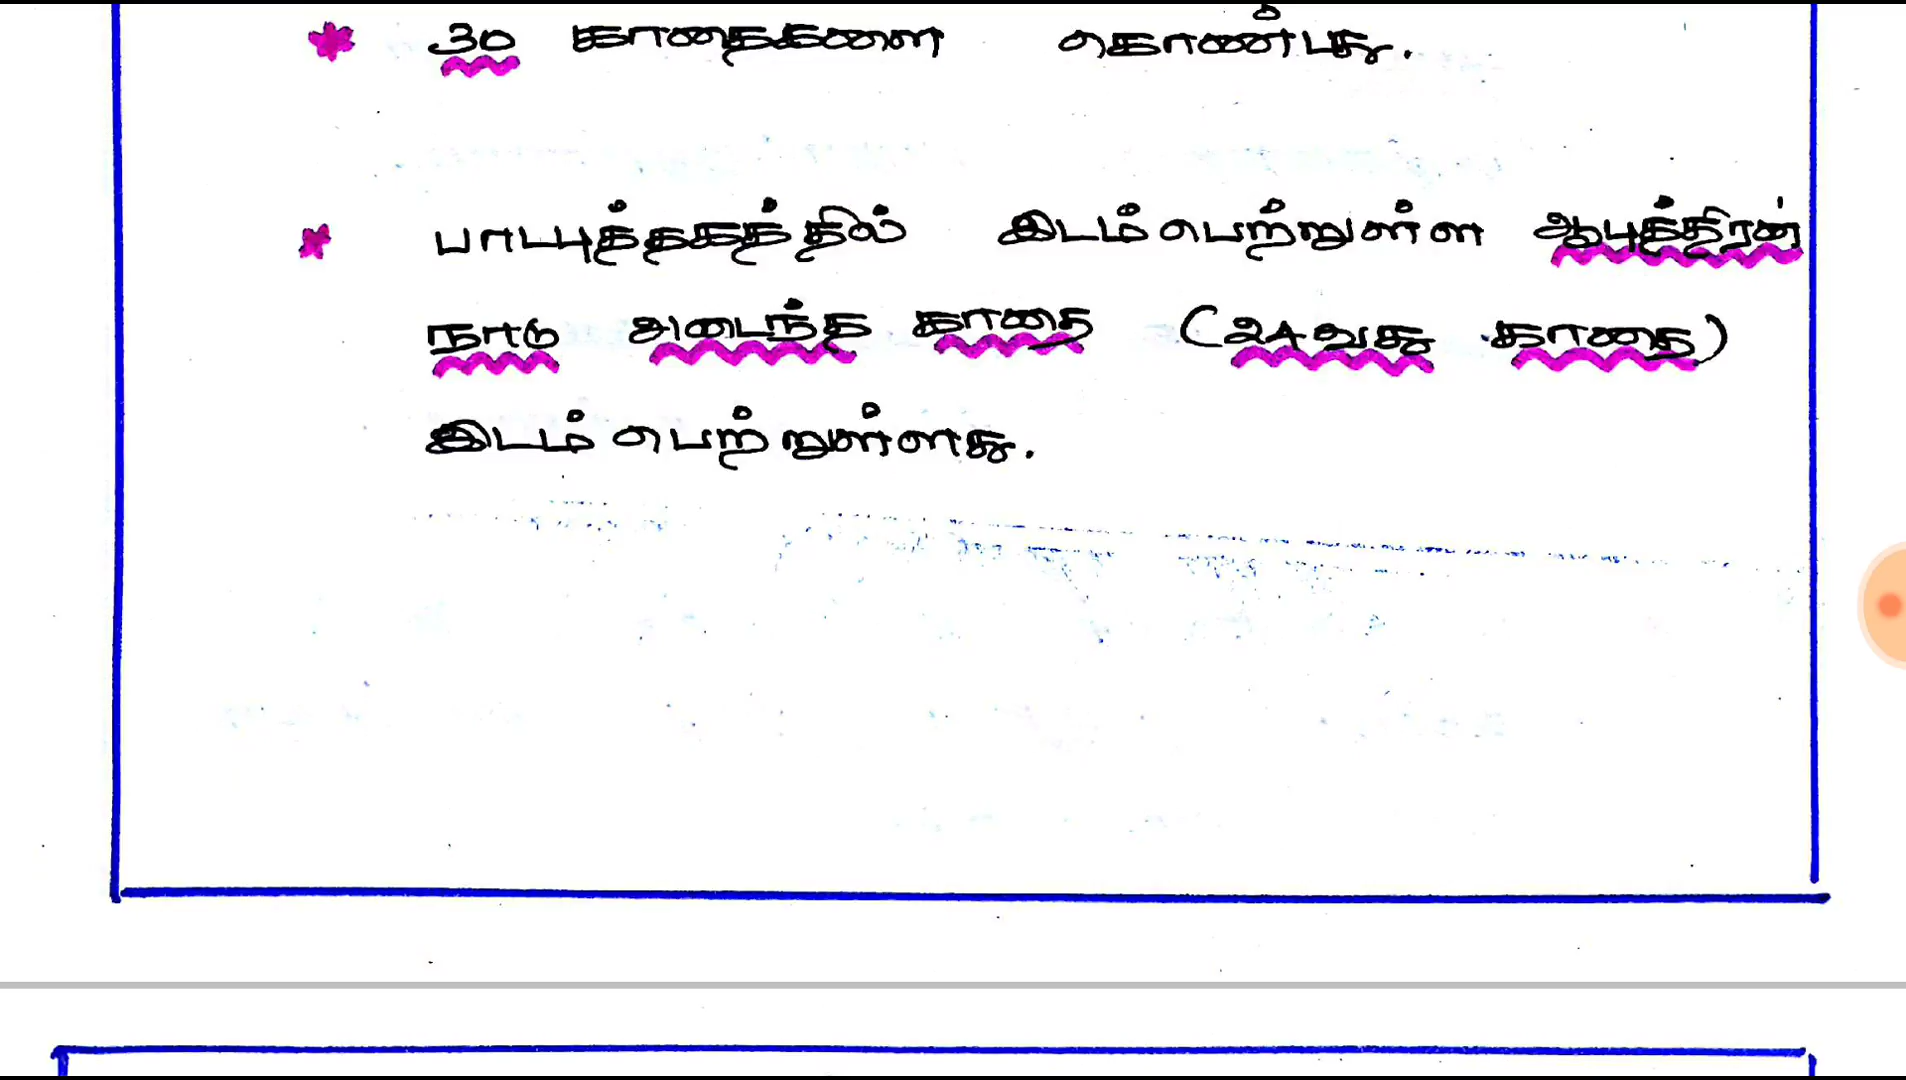 * 30 காதைகளை கொண்டது.
* பாடபுத்தகத்தில் இடம்பெற்றுள்ள ஆபுத்திரன்
நாடு அடைந்த காதை (24வது காதை)
இடம் பெற்றுள்ளது.